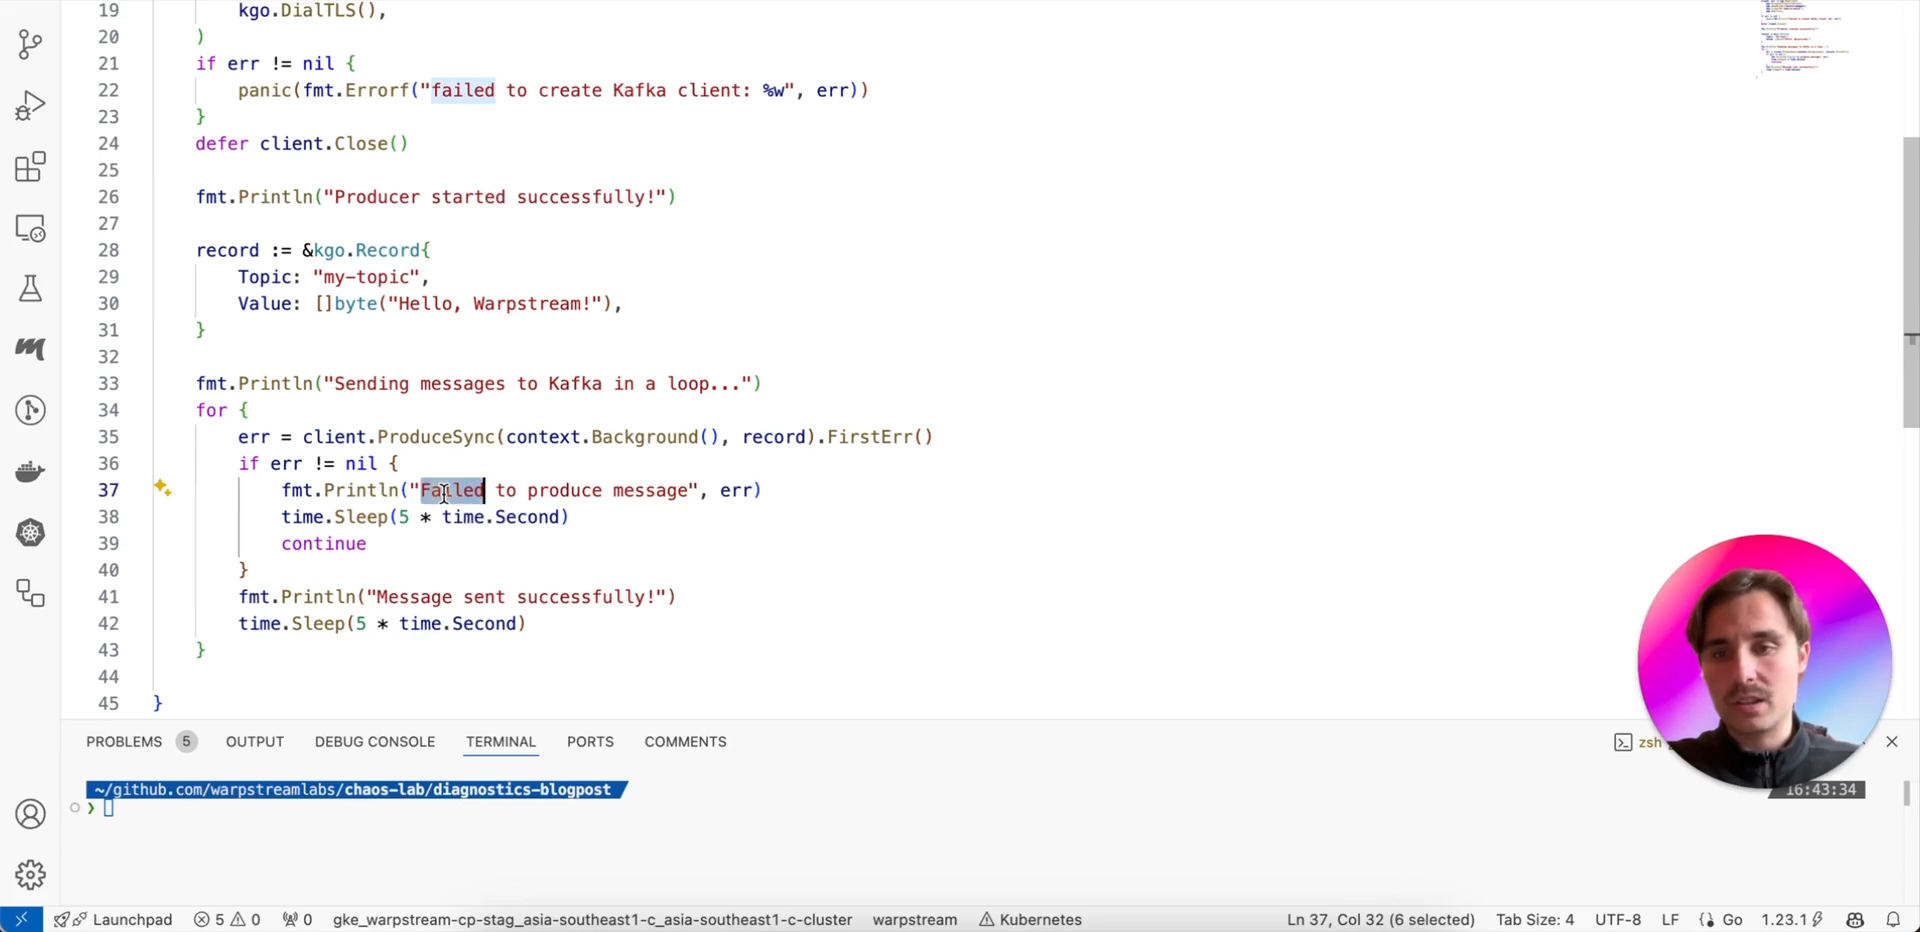 19 kgo.DialTLS(),
20 )
21 if err != nil {
22 panic(fmt.Errorf("failed to create Kafka client: %w", err))
23 }
24 defer client.Close()
25
26 fmt.Println("Producer started successfully!")
27
28 record := &kgo.Record{
29 Topic: "my-topic",
30 Value: []byte("Hello, Warpstream!"),
31 }
32
33 fmt.Println("Sending messages to Kafka in a loop...")
34 for {
35 err = client.ProduceSync(context.Background(), record).FirstErr()
36 if err != nil {
37 fmt.Println("Failed to produce message", err)
38 time.Sleep(5 * time.Second)
39 continue
40 }
41 fmt.Println("Message sent successfully!")
42 time.Sleep(5 * time.Second)
43 }
44
45 }
PROBLEMS 5 OUTPUT DEBUG CONSOLE TERMINAL PORTS COMMENTS zsh
~/github.com/warpstreamlabs/chaos-lab/diagnostics-blogpost 16:43:34
❯
Launchpad 5 0 0 gke_warpstream-cp-stag_asia-southeast1-c_asia-southeast1-c-cluster warpstream Kubernetes Ln 37, Col 32 (6 selected) Tab Size: 4 UTF-8 LF Go 1.23.1